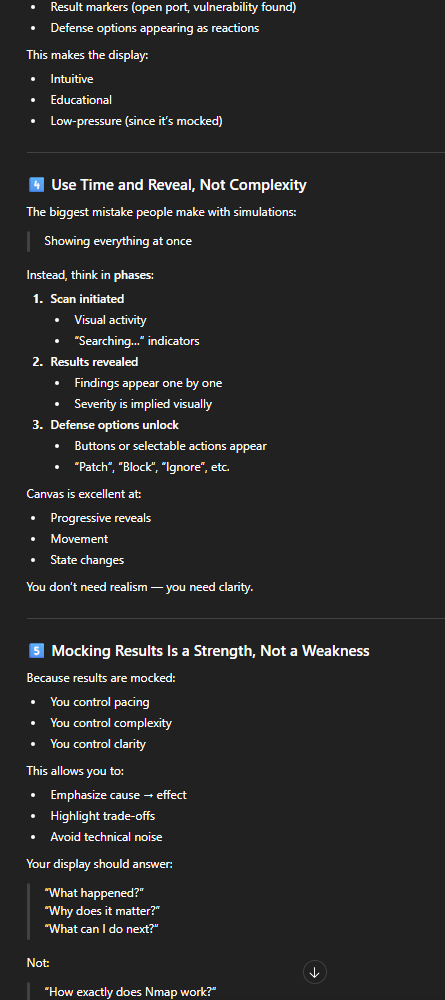 Result markers (open port, vulnerability found)
Defense options appearing as reactions
This makes the display:
Intuitive
Educational
Low-pressure (since it's mocked)
4 Use Time and Reveal, Not Complexity
The biggest mistake people make with simulations:
Showing everything at once
Instead, think in phases:
1. Scan initiated
Visual activity
“Searching…” indicators
2. Results revealed
Findings appear one by one
Severity is implied visually
3. Defense options unlock
Buttons or selectable actions appear
“Patch”, “Block”, “Ignore”, etc.
Canvas is excellent at:
Progressive reveals
Movement
State changes
You don’t need realism — you need clarity.
5 Mocking Results Is a Strength, Not a Weakness
Because results are mocked:
You control pacing
You control complexity
You control clarity
This allows you to:
Emphasize cause → effect
Highlight trade-offs
Avoid technical noise
Your display should answer:
“What happened?”
“Why does it matter?”
“What can I do next?”
Not:
“How exactly does Nmap work?”